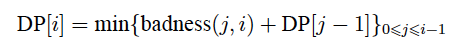 DP[i] = min{badness(j, i) + DP[j − 1]}0⩽j⩽i−1